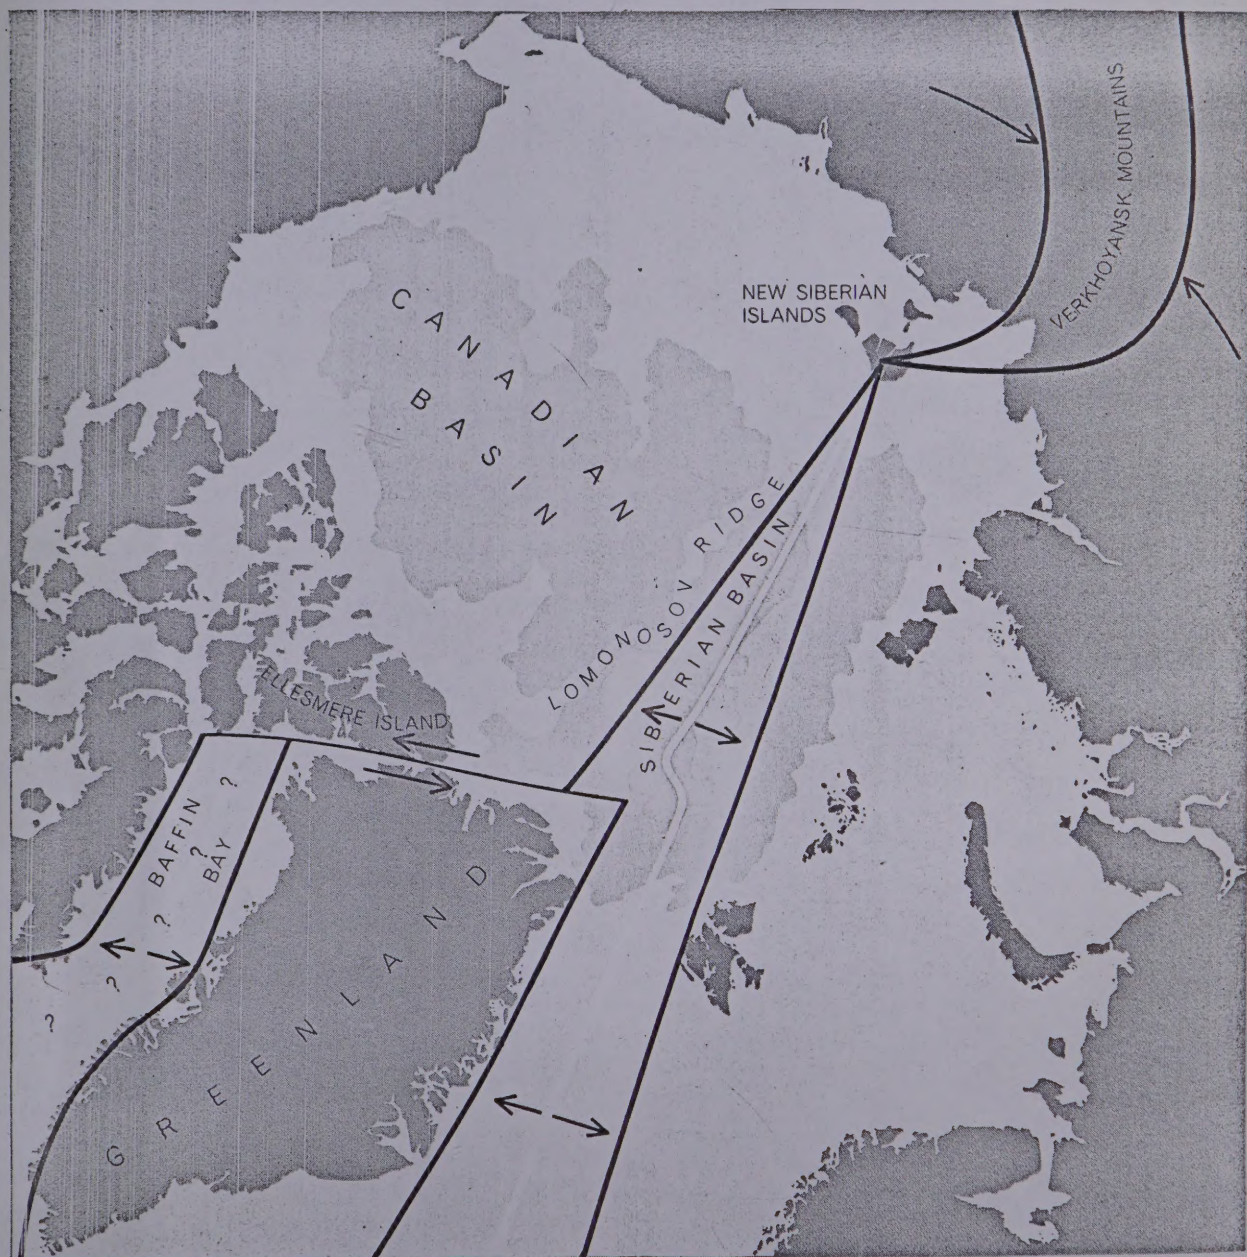 VERKHOYANSK MOUNTAINS
NEW SIBERIAN
ISLANDS
CANADIAN
BASIN
LOMONOSOV RIDGE
SIBERIAN BASIN
ELLESMERE ISLAND
BAFFIN ?
? BAY
?
?
?
GREENLAND